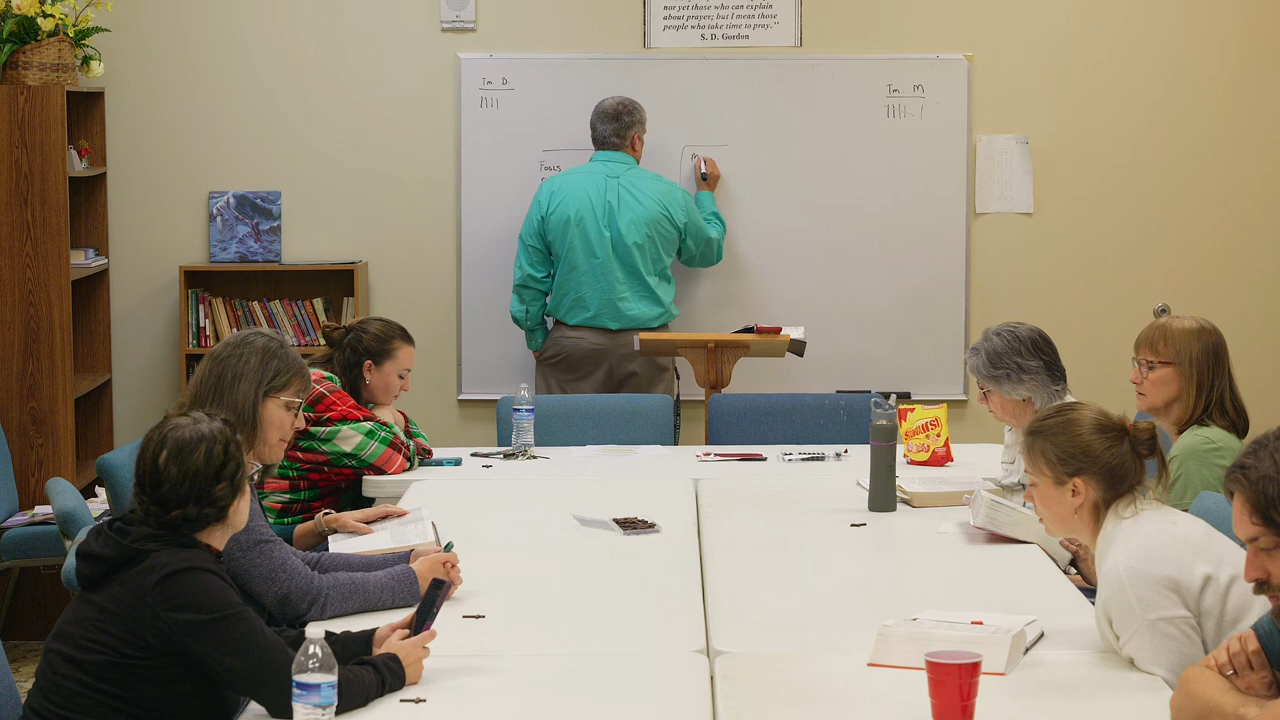 nor yet those who can explain
about prayer; but I mean those
people who take time to pray."
S. D. Gordon
Tm. D.
Tm. M
Fools
STARBURST